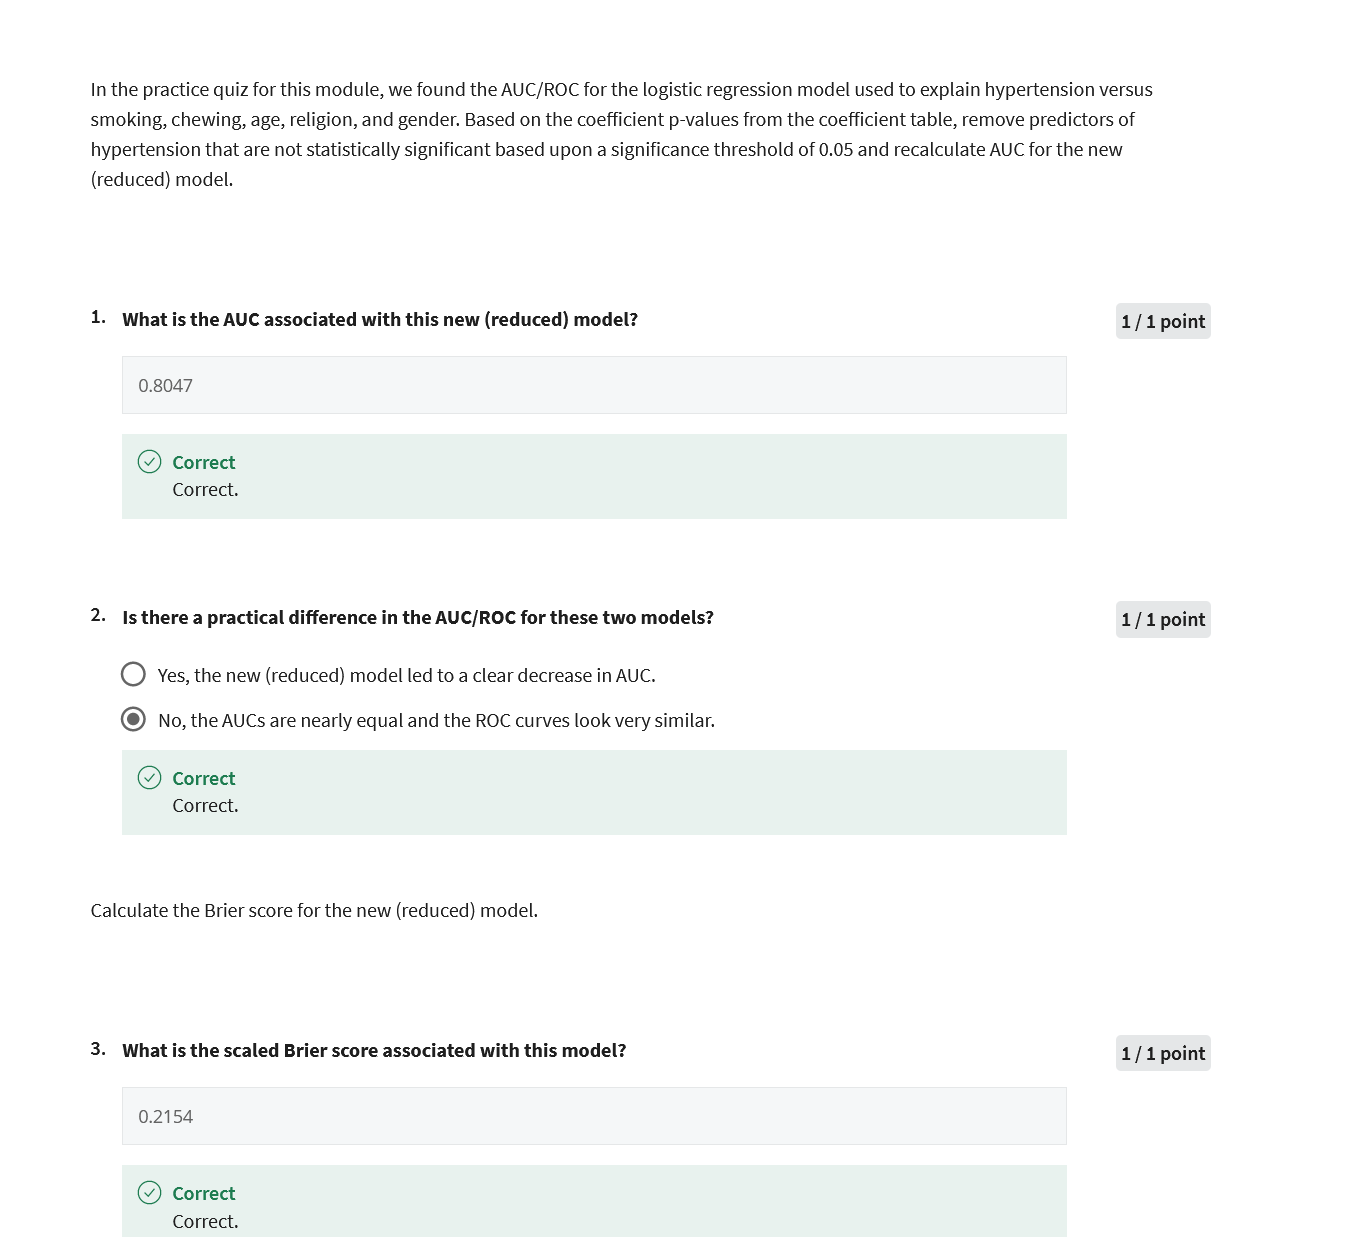 In the practice quiz for this module, we found the AUC/ROC for the logistic regression model used to explain hypertension versus
smoking, chewing, age, religion, and gender. Based on the coefficient p-values from the coefficient table, remove predictors of
hypertension that are not statistically significant based upon a significance threshold of 0.05 and recalculate AUC for the new
(reduced) model.
1. What is the AUC associated with this new (reduced) model?
1 / 1 point
0.8047
Correct
Correct.
2. Is there a practical difference in the AUC/ROC for these two models?
1 / 1 point
Yes, the new (reduced) model led to a clear decrease in AUC.
No, the AUCs are nearly equal and the ROC curves look very similar.
Correct
Correct.
Calculate the Brier score for the new (reduced) model.
3. What is the scaled Brier score associated with this model?
1 / 1 point
0.2154
Correct
Correct.